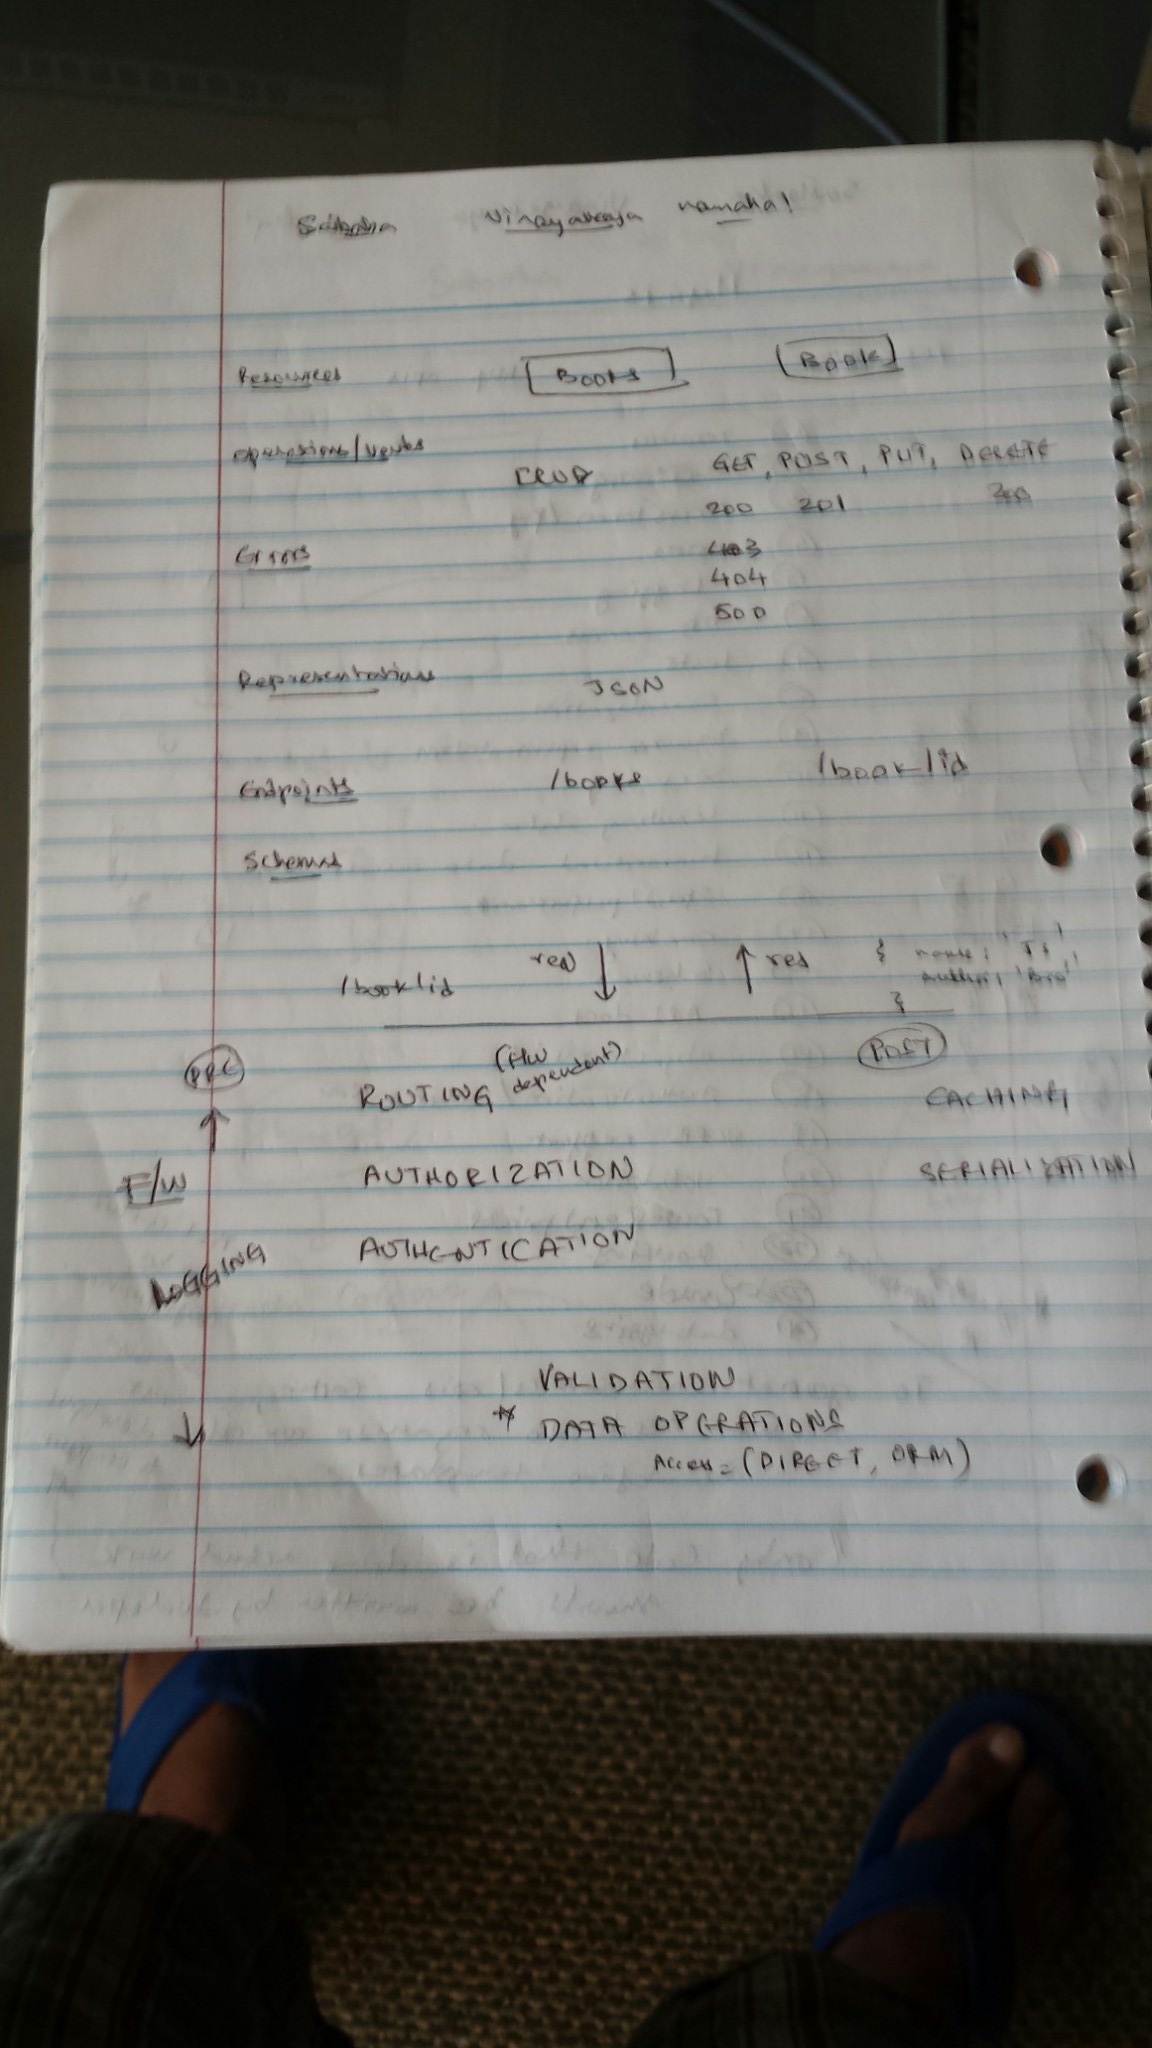 Vinayakaya namaha!
Resources Books Book
Operations/Verbs CRUD GET, POST, PUT, DELETE
200 201 200
Errors 403
404
500
Representations JSON
Endpoints /books /book/id
Schemas
/book/id req res { name: 'T1',
author: 'Bro'
}
PRE ROUTING (F/W dependent) POST
CACHING
F/W AUTHORIZATION SERIALIZATION
LOGGING AUTHENTICATION
VALIDATION
* DATA OPERATIONS
Access = (DIRECT, ORM)